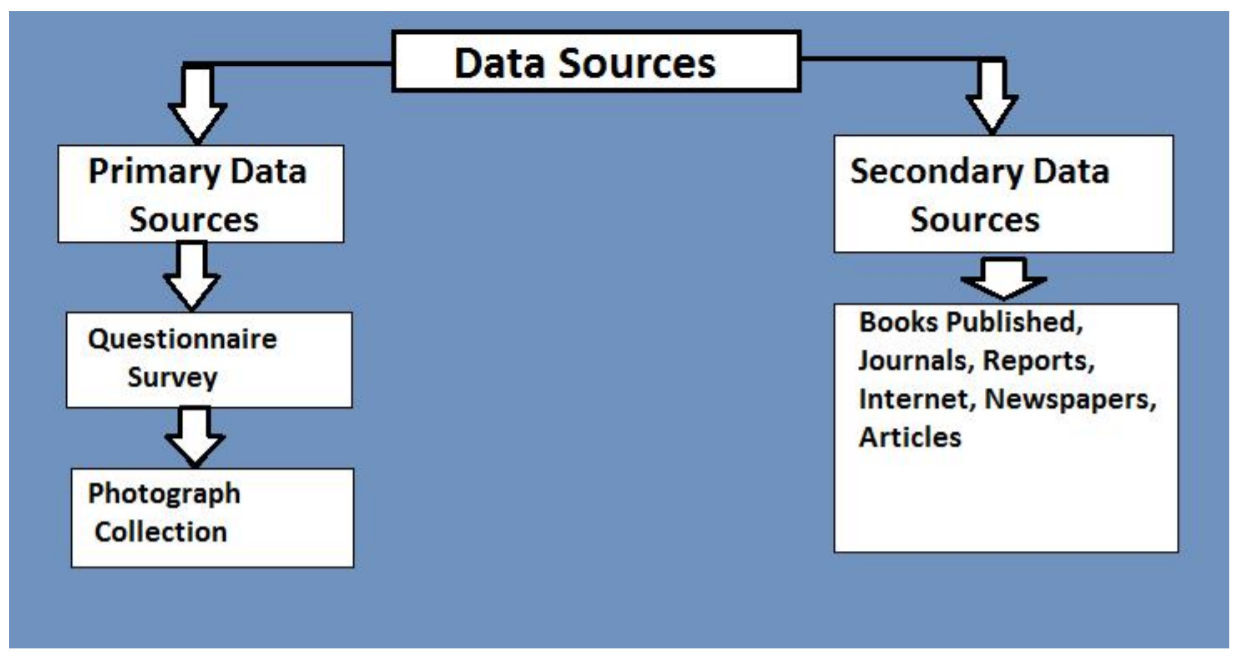 Data Sources
Primary Data
Sources
Secondary Data
Sources
Questionnaire
Survey
Photograph
Collection
Books Published,
Journals, Reports,
Internet, Newspapers,
Articles